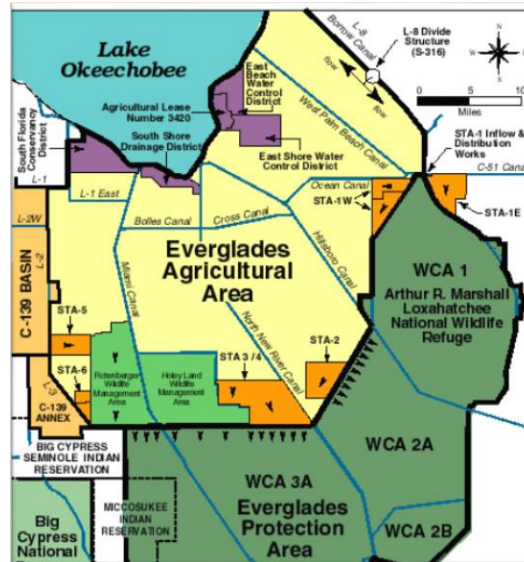 Lake
Okeechobee
L-8
Borrow Canal
L-8 Divide
Structure
(S-316)
flow
flow
N
W
E
S
0
10
Miles
East
Beach
Water
Control
District
Agricultural Lease
Number 3420
South Shore
Drainage District
East Shore Water
Control District
West Palm Beach Canal
South Florida
Conservancy
District
STA-1 Inflow &
Distribution
Works
L-1
L-1 East
Ocean Canal
C-51 Canal
STA-1W
STA-1E
Bolles Canal
Cross Canal
L-2W
L-2
C-139 BASIN
Miami Canal
Everglades
Agricultural
Area
Hillsboro Canal
WCA 1
Arthur R. Marshall
Loxahatchee
National Wildlife
Refuge
North New River Canal
STA-5
STA-6
L-3
C-139
ANNEX
Rotenberger
Wildlife
Management
Area
Holey Land
Wildlife
Management
Area
STA 3 / 4
STA-2
BIG CYPRESS
SEMINOLE INDIAN
RESERVATION
WCA 2A
WCA 3A
Everglades
Protection
Area
MICCOSUKEE
INDIAN
RESERVATION
WCA 2B
Big
Cypress
National